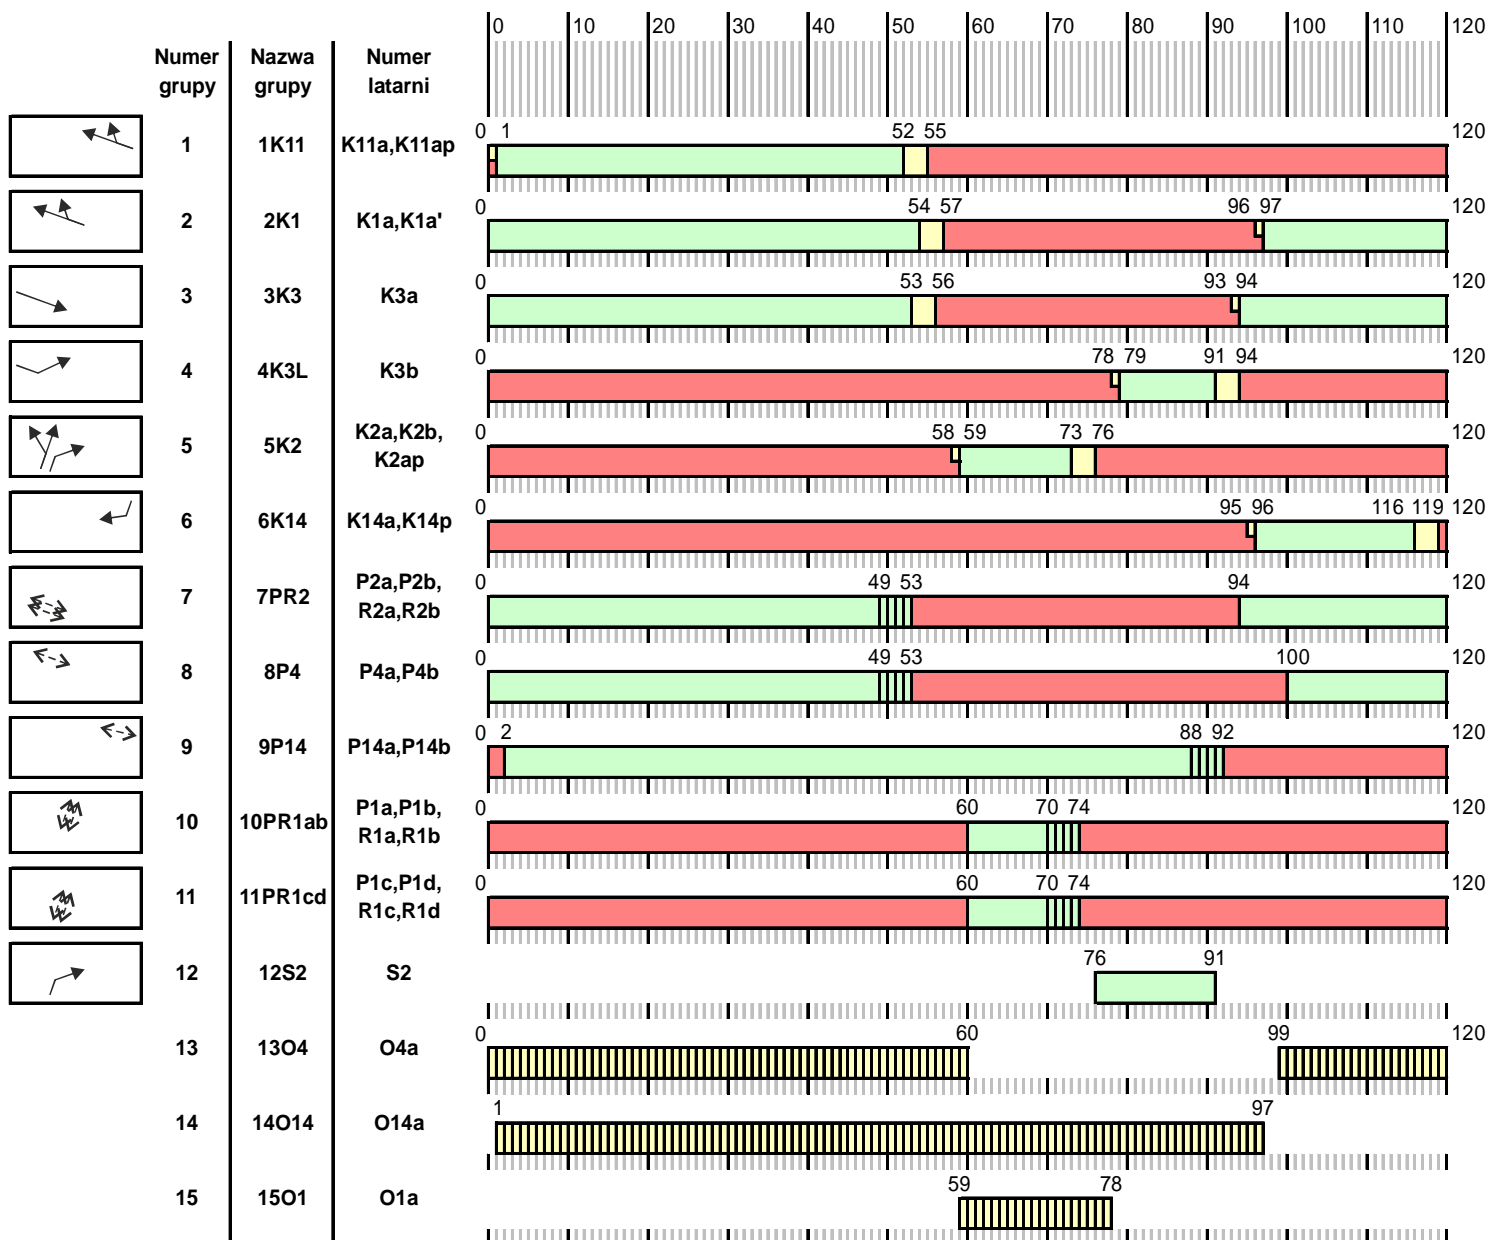 0 10 20 30 40 50 60 70 80 90 100 110 120
Numer grupy Nazwa grupy Numer latarni
1 1K11 K11a,K11ap 0 1 52 55 120
2 2K1 K1a,K1a' 0 54 57 96 97 120
3 3K3 K3a 0 53 56 93 94 120
4 4K3L K3b 0 78 79 91 94 120
5 5K2 K2a,K2b, K2ap 0 58 59 73 76 120
6 6K14 K14a,K14p 0 95 96 116 119 120
7 7PR2 P2a,P2b, R2a,R2b 0 49 53 94 120
8 8P4 P4a,P4b 0 49 53 100 120
9 9P14 P14a,P14b 0 2 88 92 120
10 10PR1ab P1a,P1b, R1a,R1b 0 60 70 74 120
11 11PR1cd P1c,P1d, R1c,R1d 0 60 70 74 120
12 12S2 S2 76 91
13 13O4 O4a 0 60 99 120
14 14O14 O14a 1 97
15 15O1 O1a 59 78